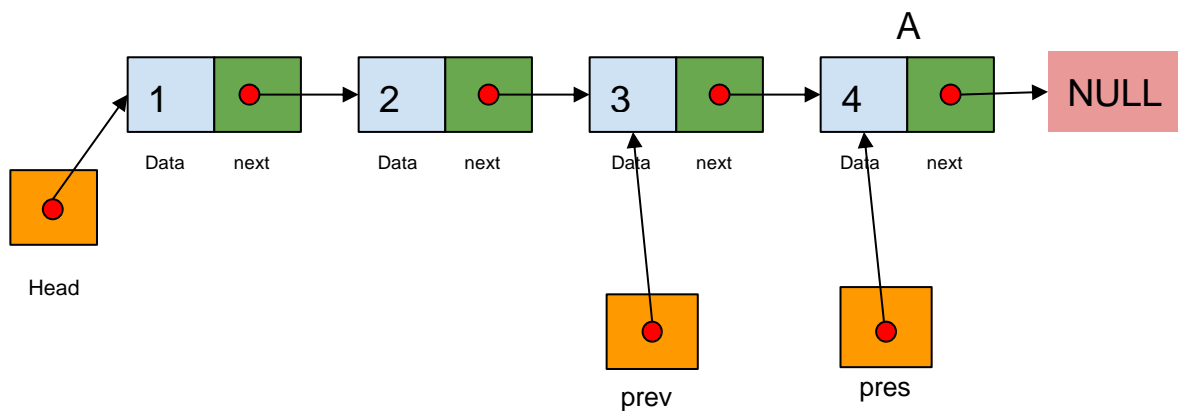 A
1
2
3
4
NULL
Data next Data next Data next Data next
Head
prev
pres